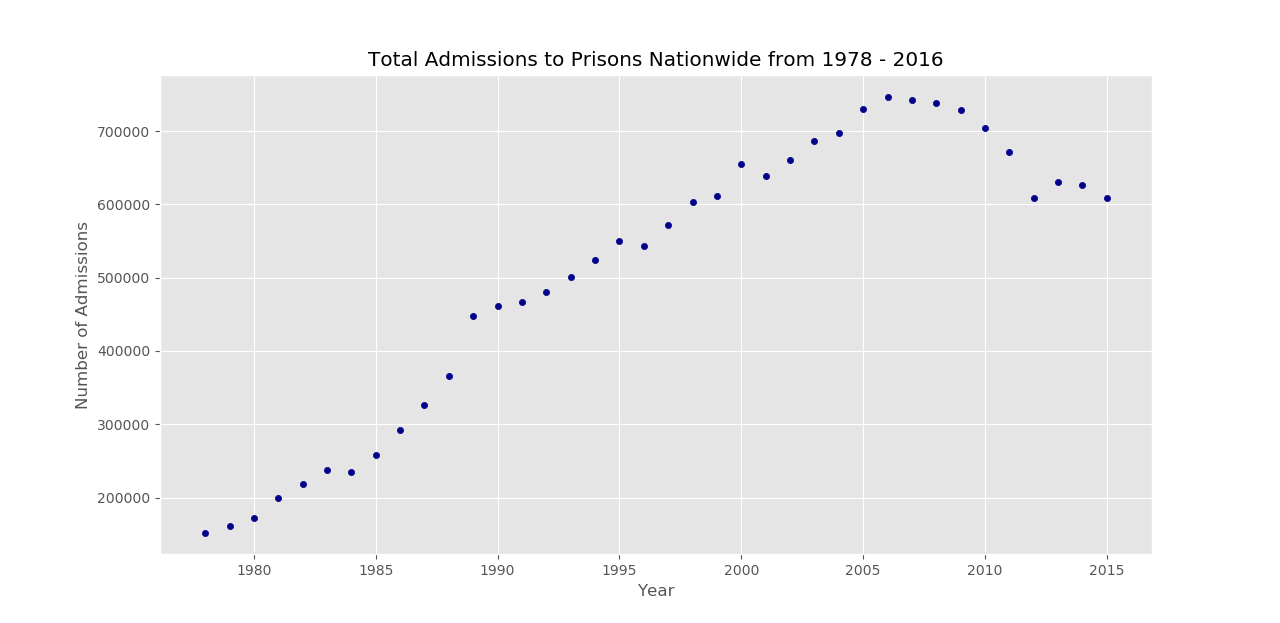 Total Admissions to Prisons Nationwide from 1978 - 2016
Number of Admissions
700000
600000
500000
400000
300000
200000
1980 1985 1990 1995 2000 2005 2010 2015
Year